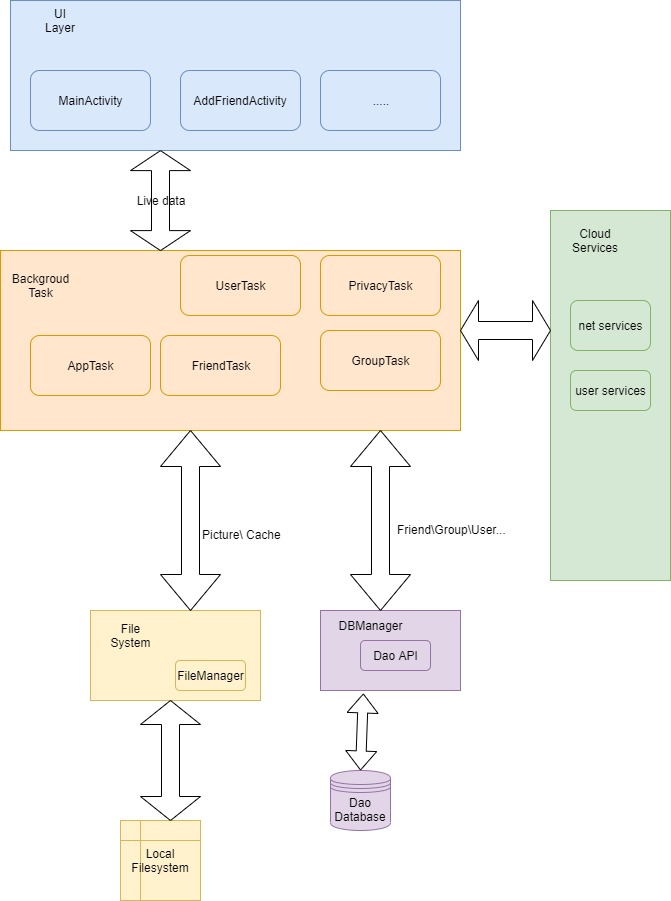 UI
Layer
MainActivity
AddFriendActivity
.....
Live data
Cloud
Services
net services
user services
Backgroud
Task
UserTask
PrivacyTask
AppTask
FriendTask
GroupTask
Picture\ Cache
Friend\Group\User...
File
System
FileManager
DBManager
Dao API
Dao
Database
Local
Filesystem